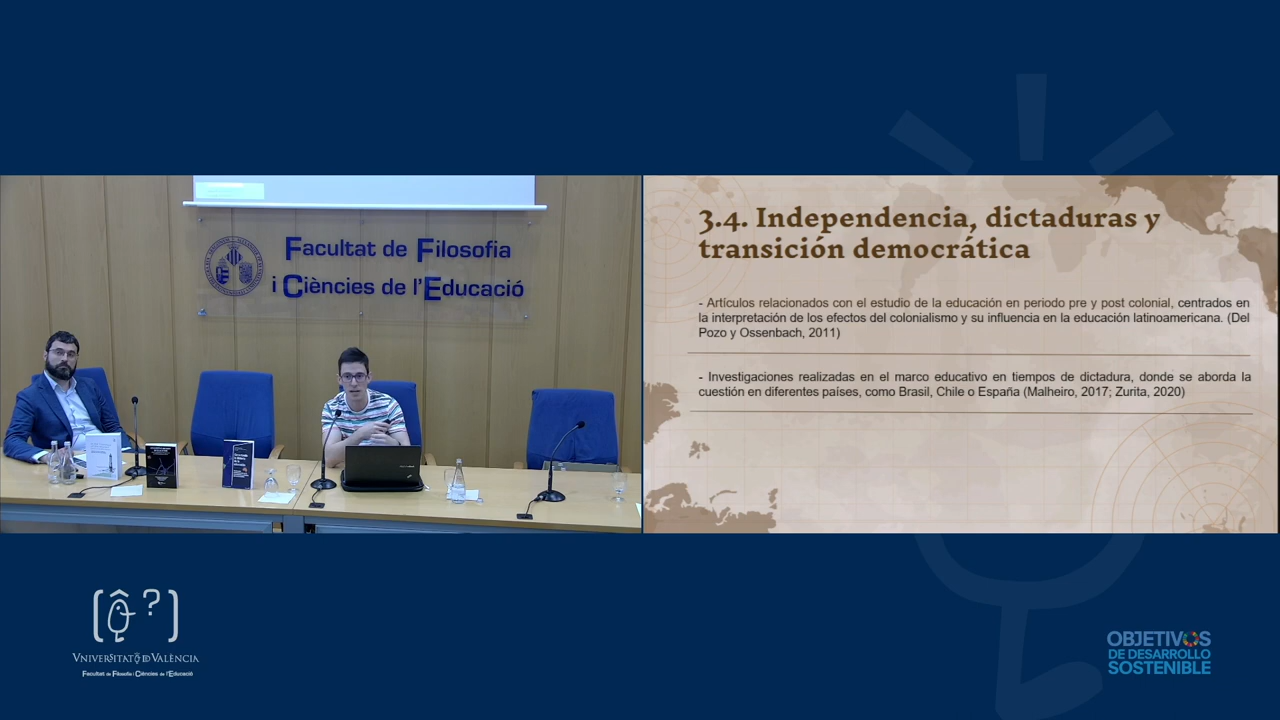 Facultat de Filosofia
i Ciències de l'Educació
3.4. Independencia, dictaduras y
transición democrática
- Artículos relacionados con el estudio de la educación en periodo pre y post colonial, centrados en
la interpretación de los efectos del colonialismo y su influencia en la educación latinoamericana. (Del
Pozo y Ossenbach, 2011)
- Investigaciones realizadas en el marco educativo en tiempos de dictadura, donde se aborda la
cuestión en diferentes países, como Brasil, Chile o España (Malheiro, 2017; Zurita, 2020)
[ ?]
VNIVERSITATÖDVALÈNCIA
Facultat de Filosofia i Ciències de l'Educació
OBJETIVOS
DE DESARROLLO
SOSTENIBLE